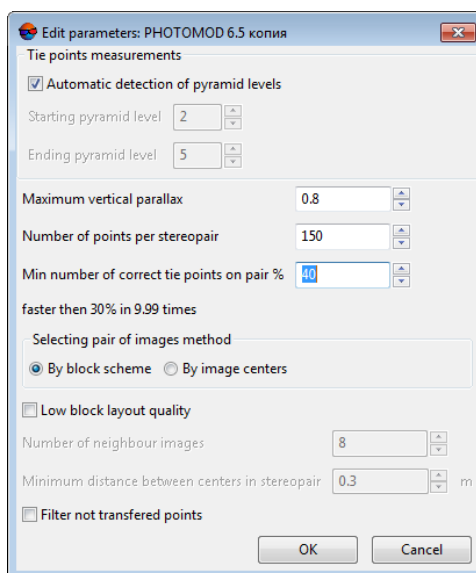 Edit parameters: PHOTOMOD 6.5 копия
Tie points measurements
Automatic detection of pyramid levels
Starting pyramid level 2
Ending pyramid level 5
Maximum vertical parallax 0.8
Number of points per stereopair 150
Min number of correct tie points on pair % 40
faster then 30% in 9.99 times
Selecting pair of images method
By block scheme By image centers
Low block layout quality
Number of neighbour images 8
Minimum distance between centers in stereopair 0.3 m
Filter not transfered points
OK Cancel